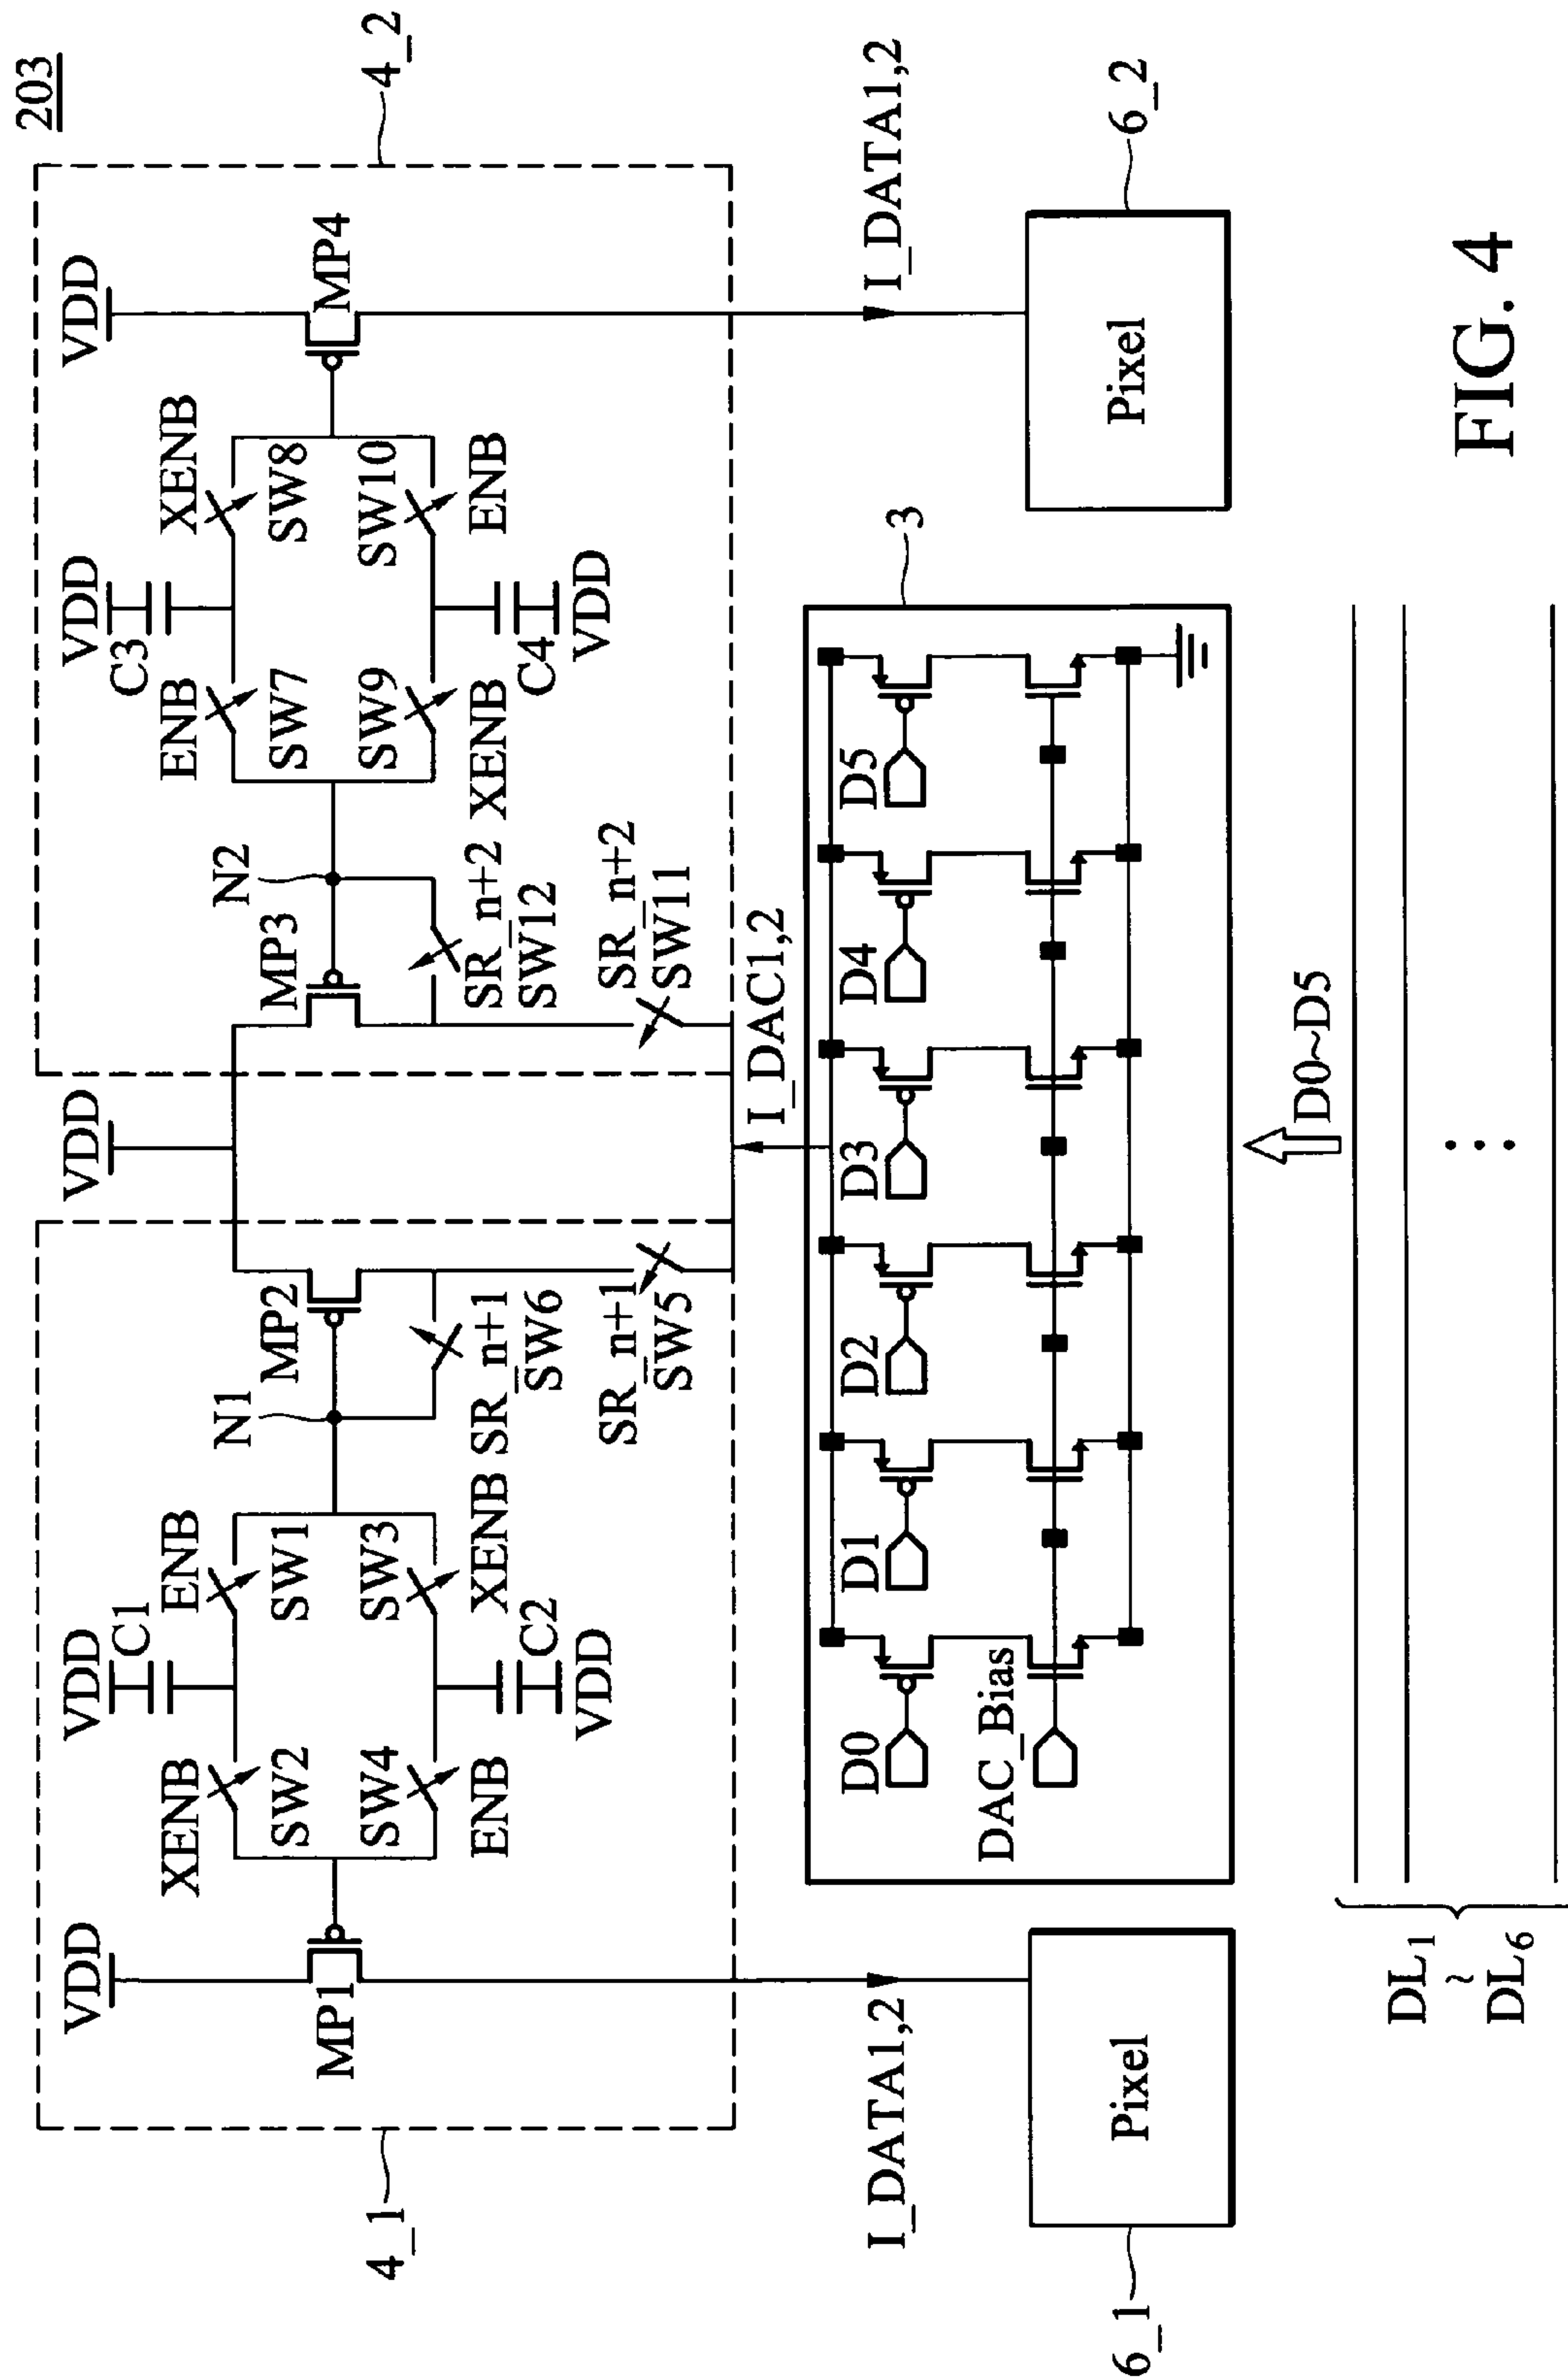 203
VDD
VDD
VDD
VDD
VDD
C1
C3
XENB
ENB
ENB
XENB
N1
N2
MP1
MP2
MP3
MP4
SW2
SW1
SW7
SW8
SW4
SW3
SW9
SW10
4_1
4_2
ENB
XENB
SR_n+1
SW6
SR_n+2
SW12
XENB
ENB
C2
VDD
C4
VDD
SR_n+1
SW5
SR_n+2
SW11
I_DAC1,2
I_DATA1,2
I_DATA1,2
3
D0
D1
D2
D3
D4
D5
DAC_Bias
6_1
Pixel
Pixel
6_2
D0~D5
DL1
~
DL6
FIG. 4